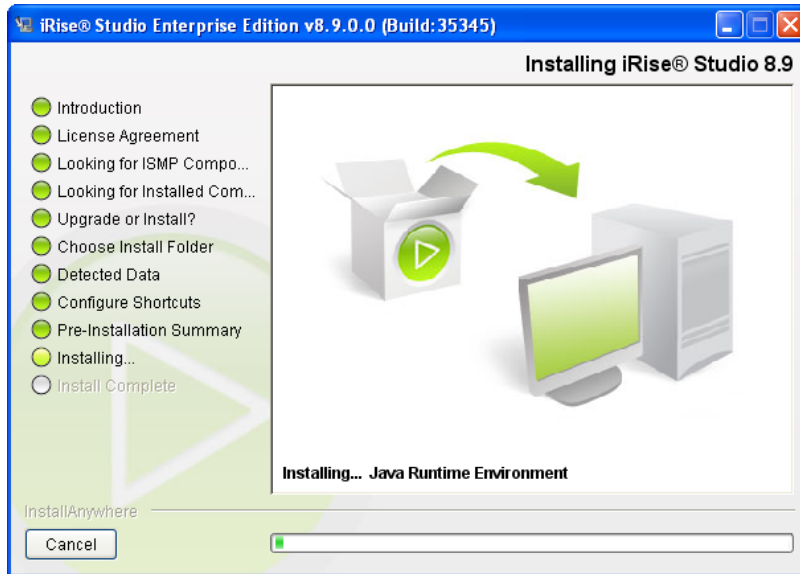 iRise® Studio Enterprise Edition v8.9.0.0 (Build:35345)
Installing iRise® Studio 8.9
Introduction
License Agreement
Looking for ISMP Compo...
Looking for Installed Com...
Upgrade or Install?
Choose Install Folder
Detected Data
Configure Shortcuts
Pre-Installation Summary
Installing...
Install Complete
Installing... Java Runtime Environment
InstallAnywhere
Cancel